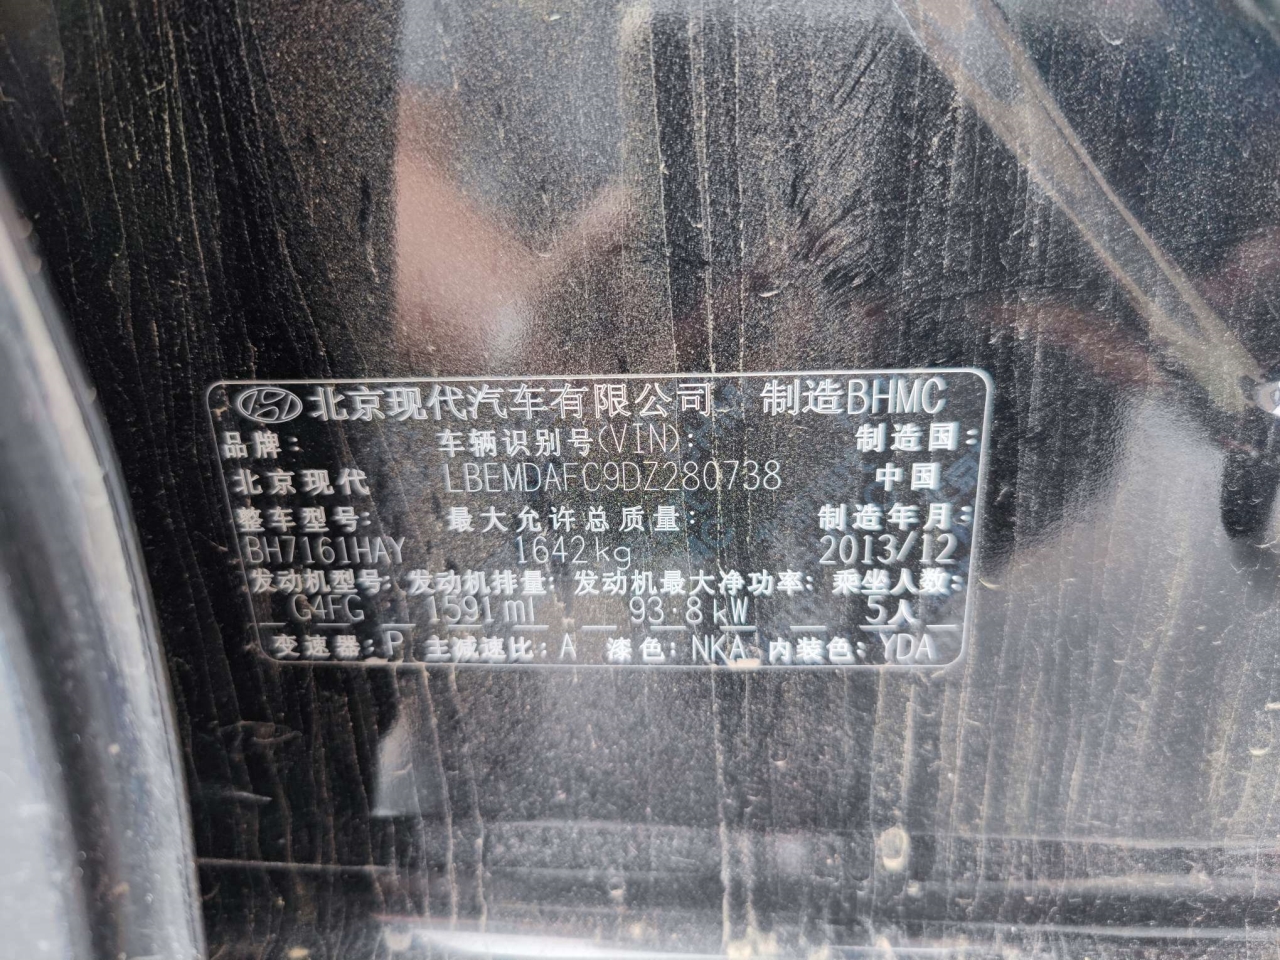 北京现代汽车有限公司 制造BHMC
品牌: 车辆识别号(VIN): 制造国:
北京现代 LBEMDAFC9DZ280738 中国
整车型号: 最大允许总质量: 制造年月:
BH7161HAY 1642kg 2013/12
发动机型号: 发动机排量: 发动机最大净功率: 乘坐人数:
G4FG 1591ml 93.8kW 5人
变速器:P 主减速比:A 漆色:NKA 内装色:YDA